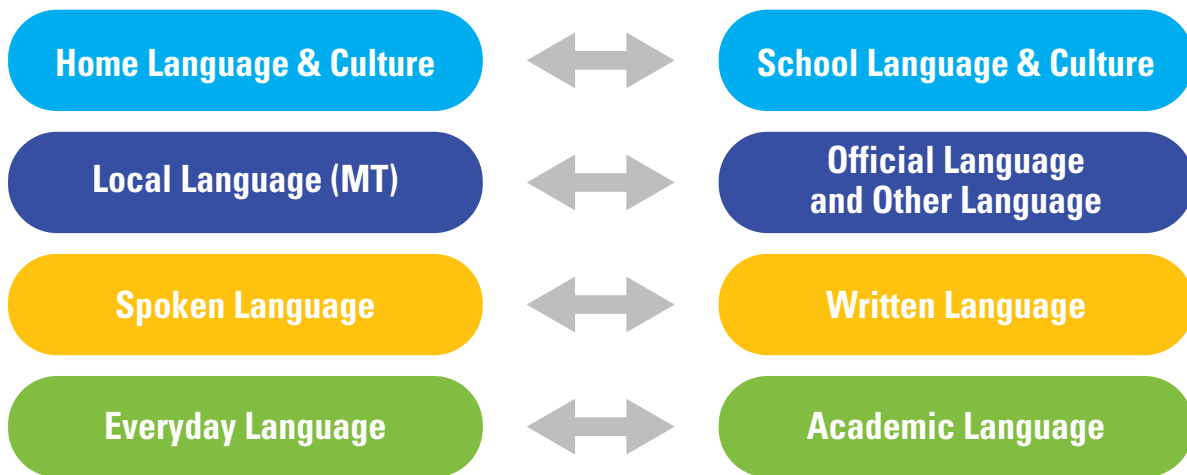 Home Language & Culture
School Language & Culture
Local Language (MT)
Official Language
and Other Language
Spoken Language
Written Language
Everyday Language
Academic Language